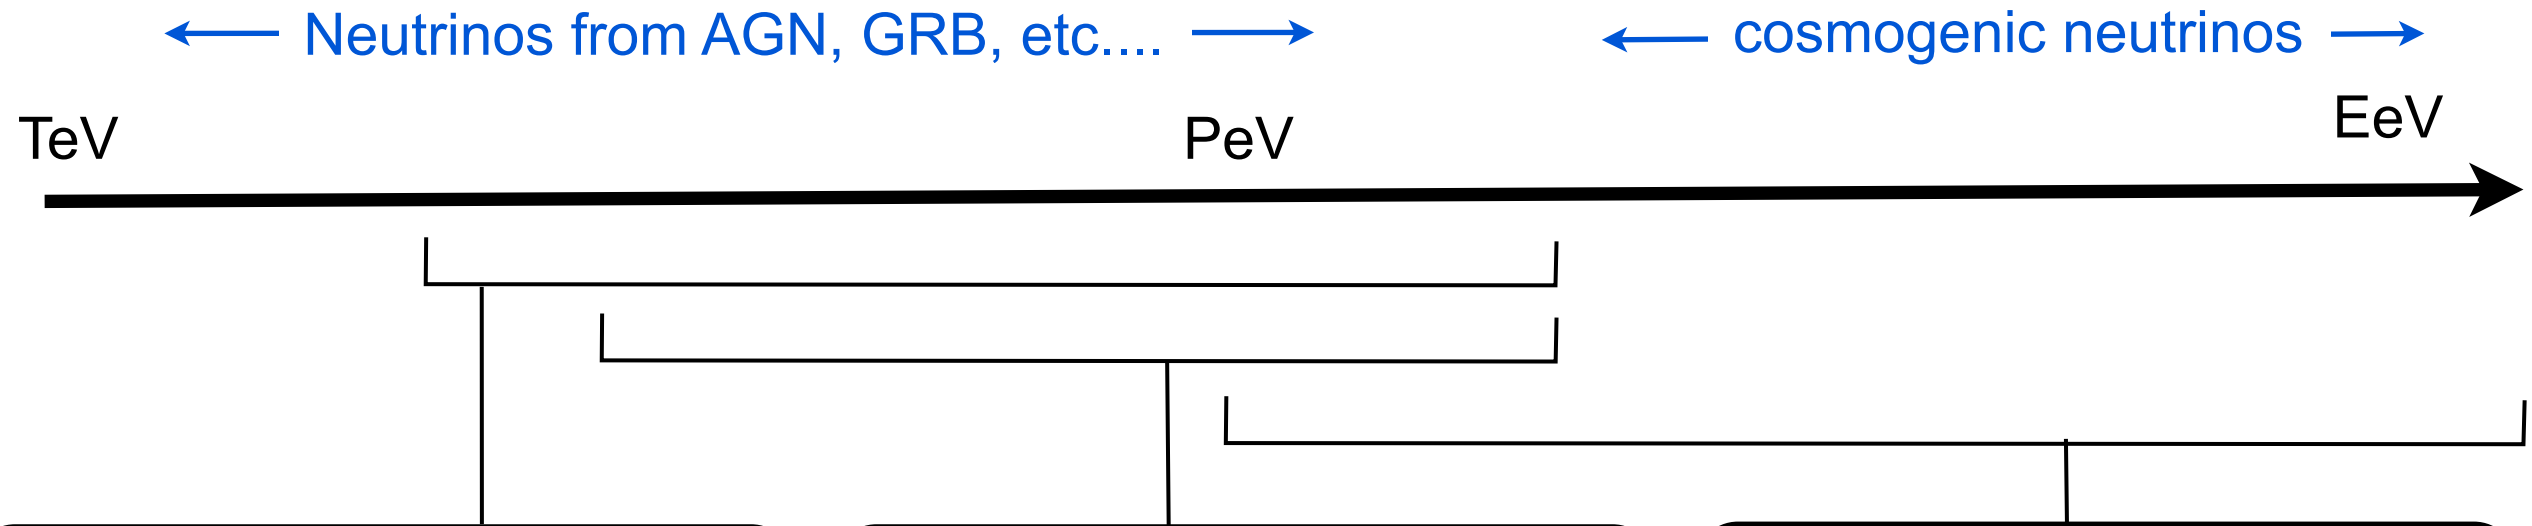 Neutrinos from AGN, GRB, etc....
cosmogenic neutrinos
TeV
PeV
EeV